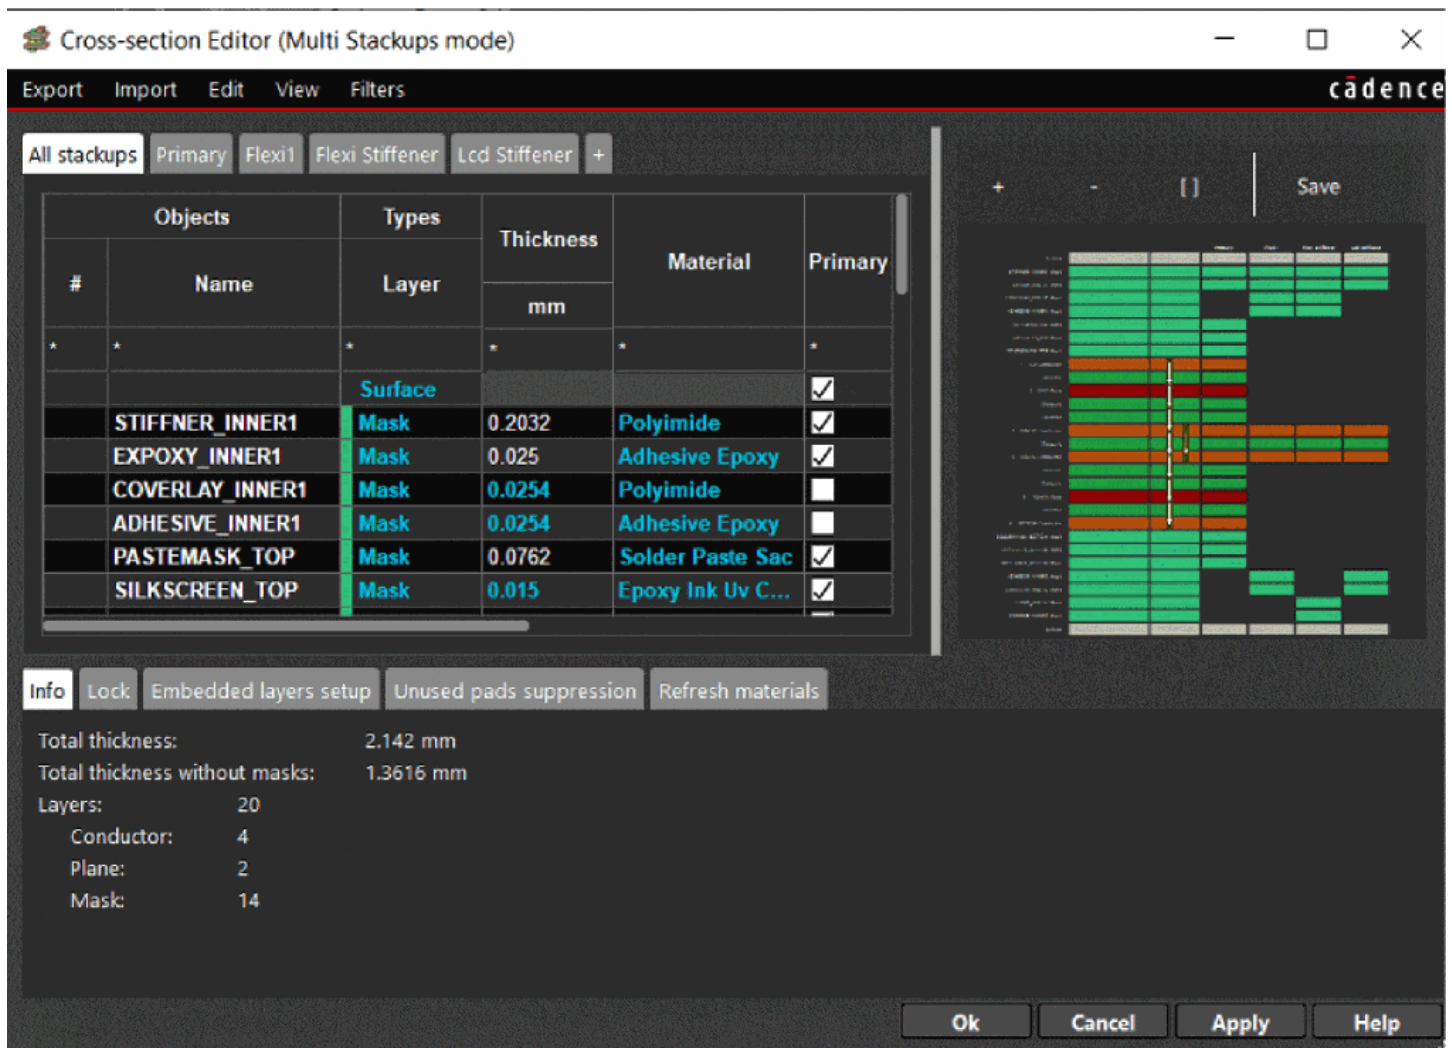 Cross-section Editor (Multi Stackups mode)
Export Import Edit View Filters
cādence
All stackups Primary Flexi1 Flexi Stiffener Lcd Stiffener +
+ - [ ] Save
Objects Types Thickness Material Primary
# Name Layer mm
* * * * * *
Surface
STIFFNER_INNER1 Mask 0.2032 Polyimide
EXPOXY_INNER1 Mask 0.025 Adhesive Epoxy
COVERLAY_INNER1 Mask 0.0254 Polyimide
ADHESIVE_INNER1 Mask 0.0254 Adhesive Epoxy
PASTEMASK_TOP Mask 0.0762 Solder Paste Sac
SILKSCREEN_TOP Mask 0.015 Epoxy Ink Uv C...
Info Lock Embedded layers setup Unused pads suppression Refresh materials
Total thickness: 2.142 mm
Total thickness without masks: 1.3616 mm
Layers: 20
Conductor: 4
Plane: 2
Mask: 14
Ok Cancel Apply Help